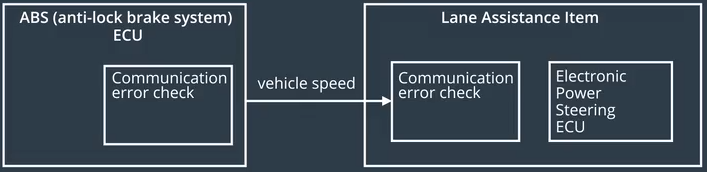 ABS (anti-lock brake system)
ECU
Communication
error check
vehicle speed
Lane Assistance Item
Communication
error check
Electronic
Power
Steering
ECU